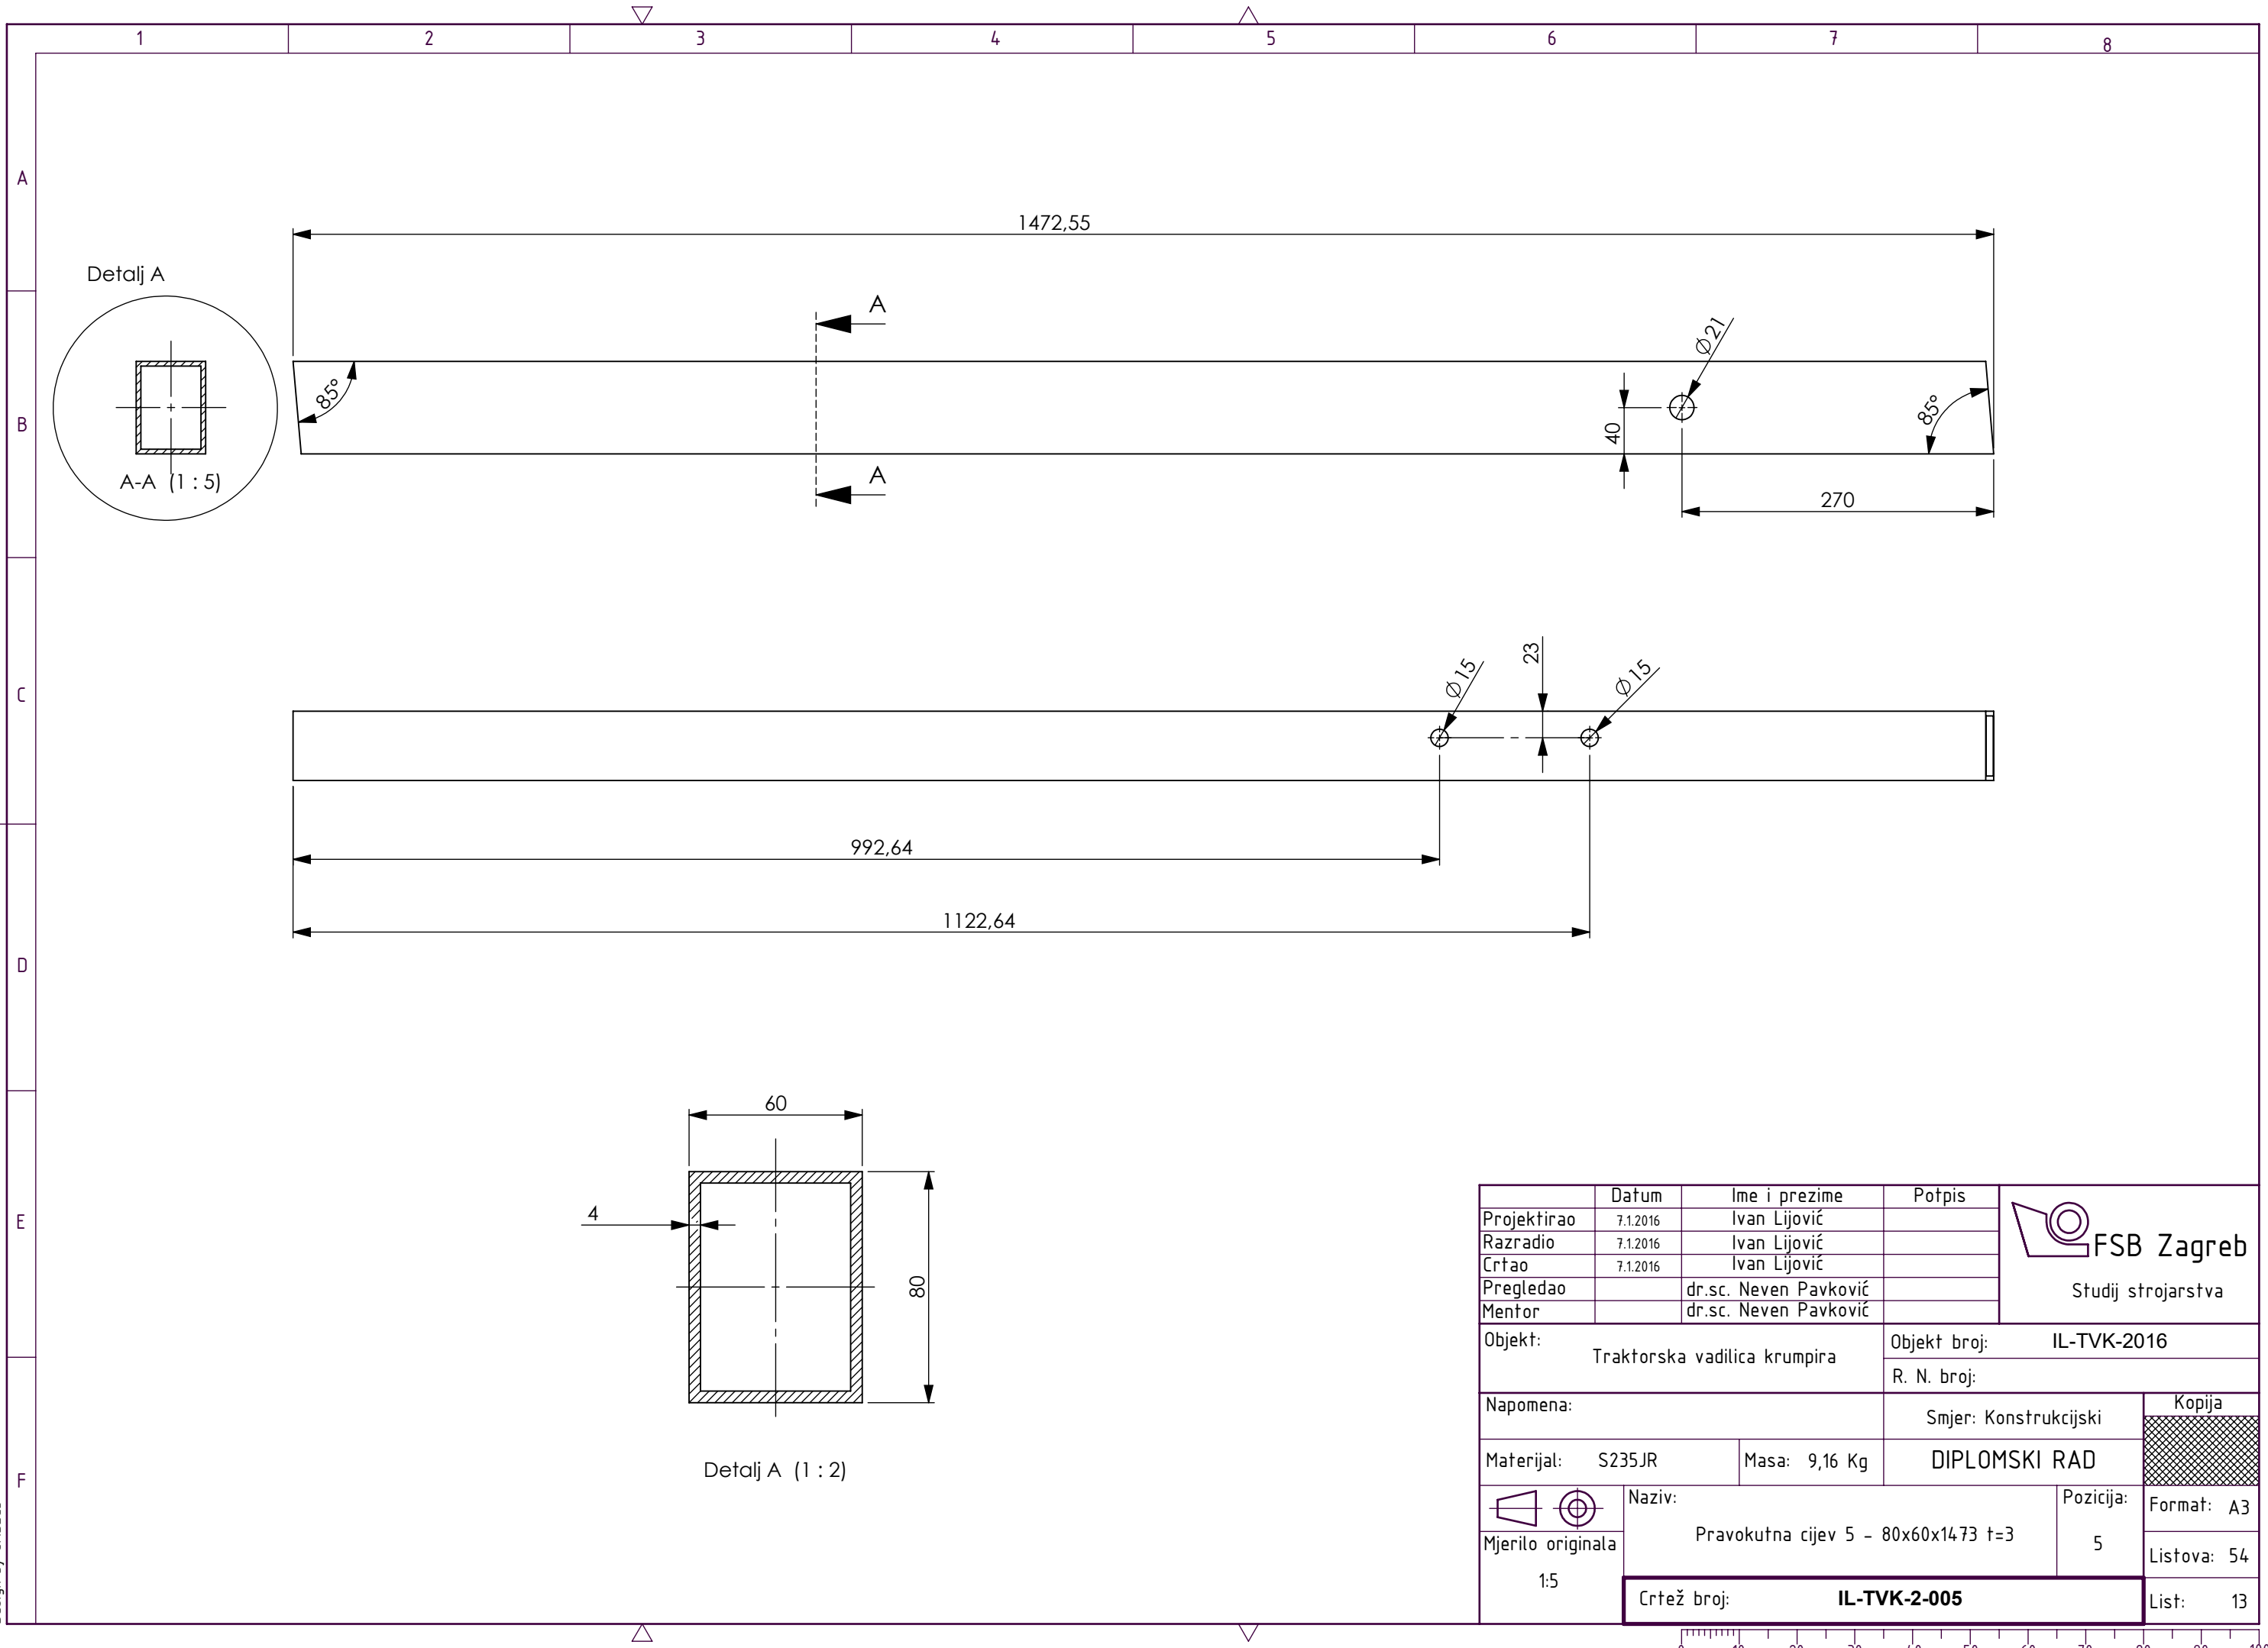 1 2 3 4 5 6 7 8
A
B
C
D
E
F
1472,55
Detalj A
A
A
A-A (1 : 5)
85°
Ø21
40
85°
270
Ø15
23
Ø15
992,64
1122,64
60
4
80
Detalj A (1 : 2)
Datum Ime i prezime Potpis
Projektirao 7.1.2016 Ivan Lijović
Razradio 7.1.2016 Ivan Lijović
Crtao 7.1.2016 Ivan Lijović
Pregledao dr.sc. Neven Pavković
Mentor dr.sc. Neven Pavković
FSB Zagreb
Studij strojarstva
Objekt: Traktorska vadilica krumpira
Objekt broj: IL-TVK-2016
R. N. broj:
Napomena:
Smjer: Konstrukcijski
Kopija
Materijal: S235JR
Masa: 9,16 Kg
DIPLOMSKI RAD
Naziv:
Pravokutna cijev 5 - 80x60x1473 t=3
Pozicija:
5
Format: A3
Mjerilo originala
1:5
Listova: 54
Crtež broj: IL-TVK-2-005
List: 13